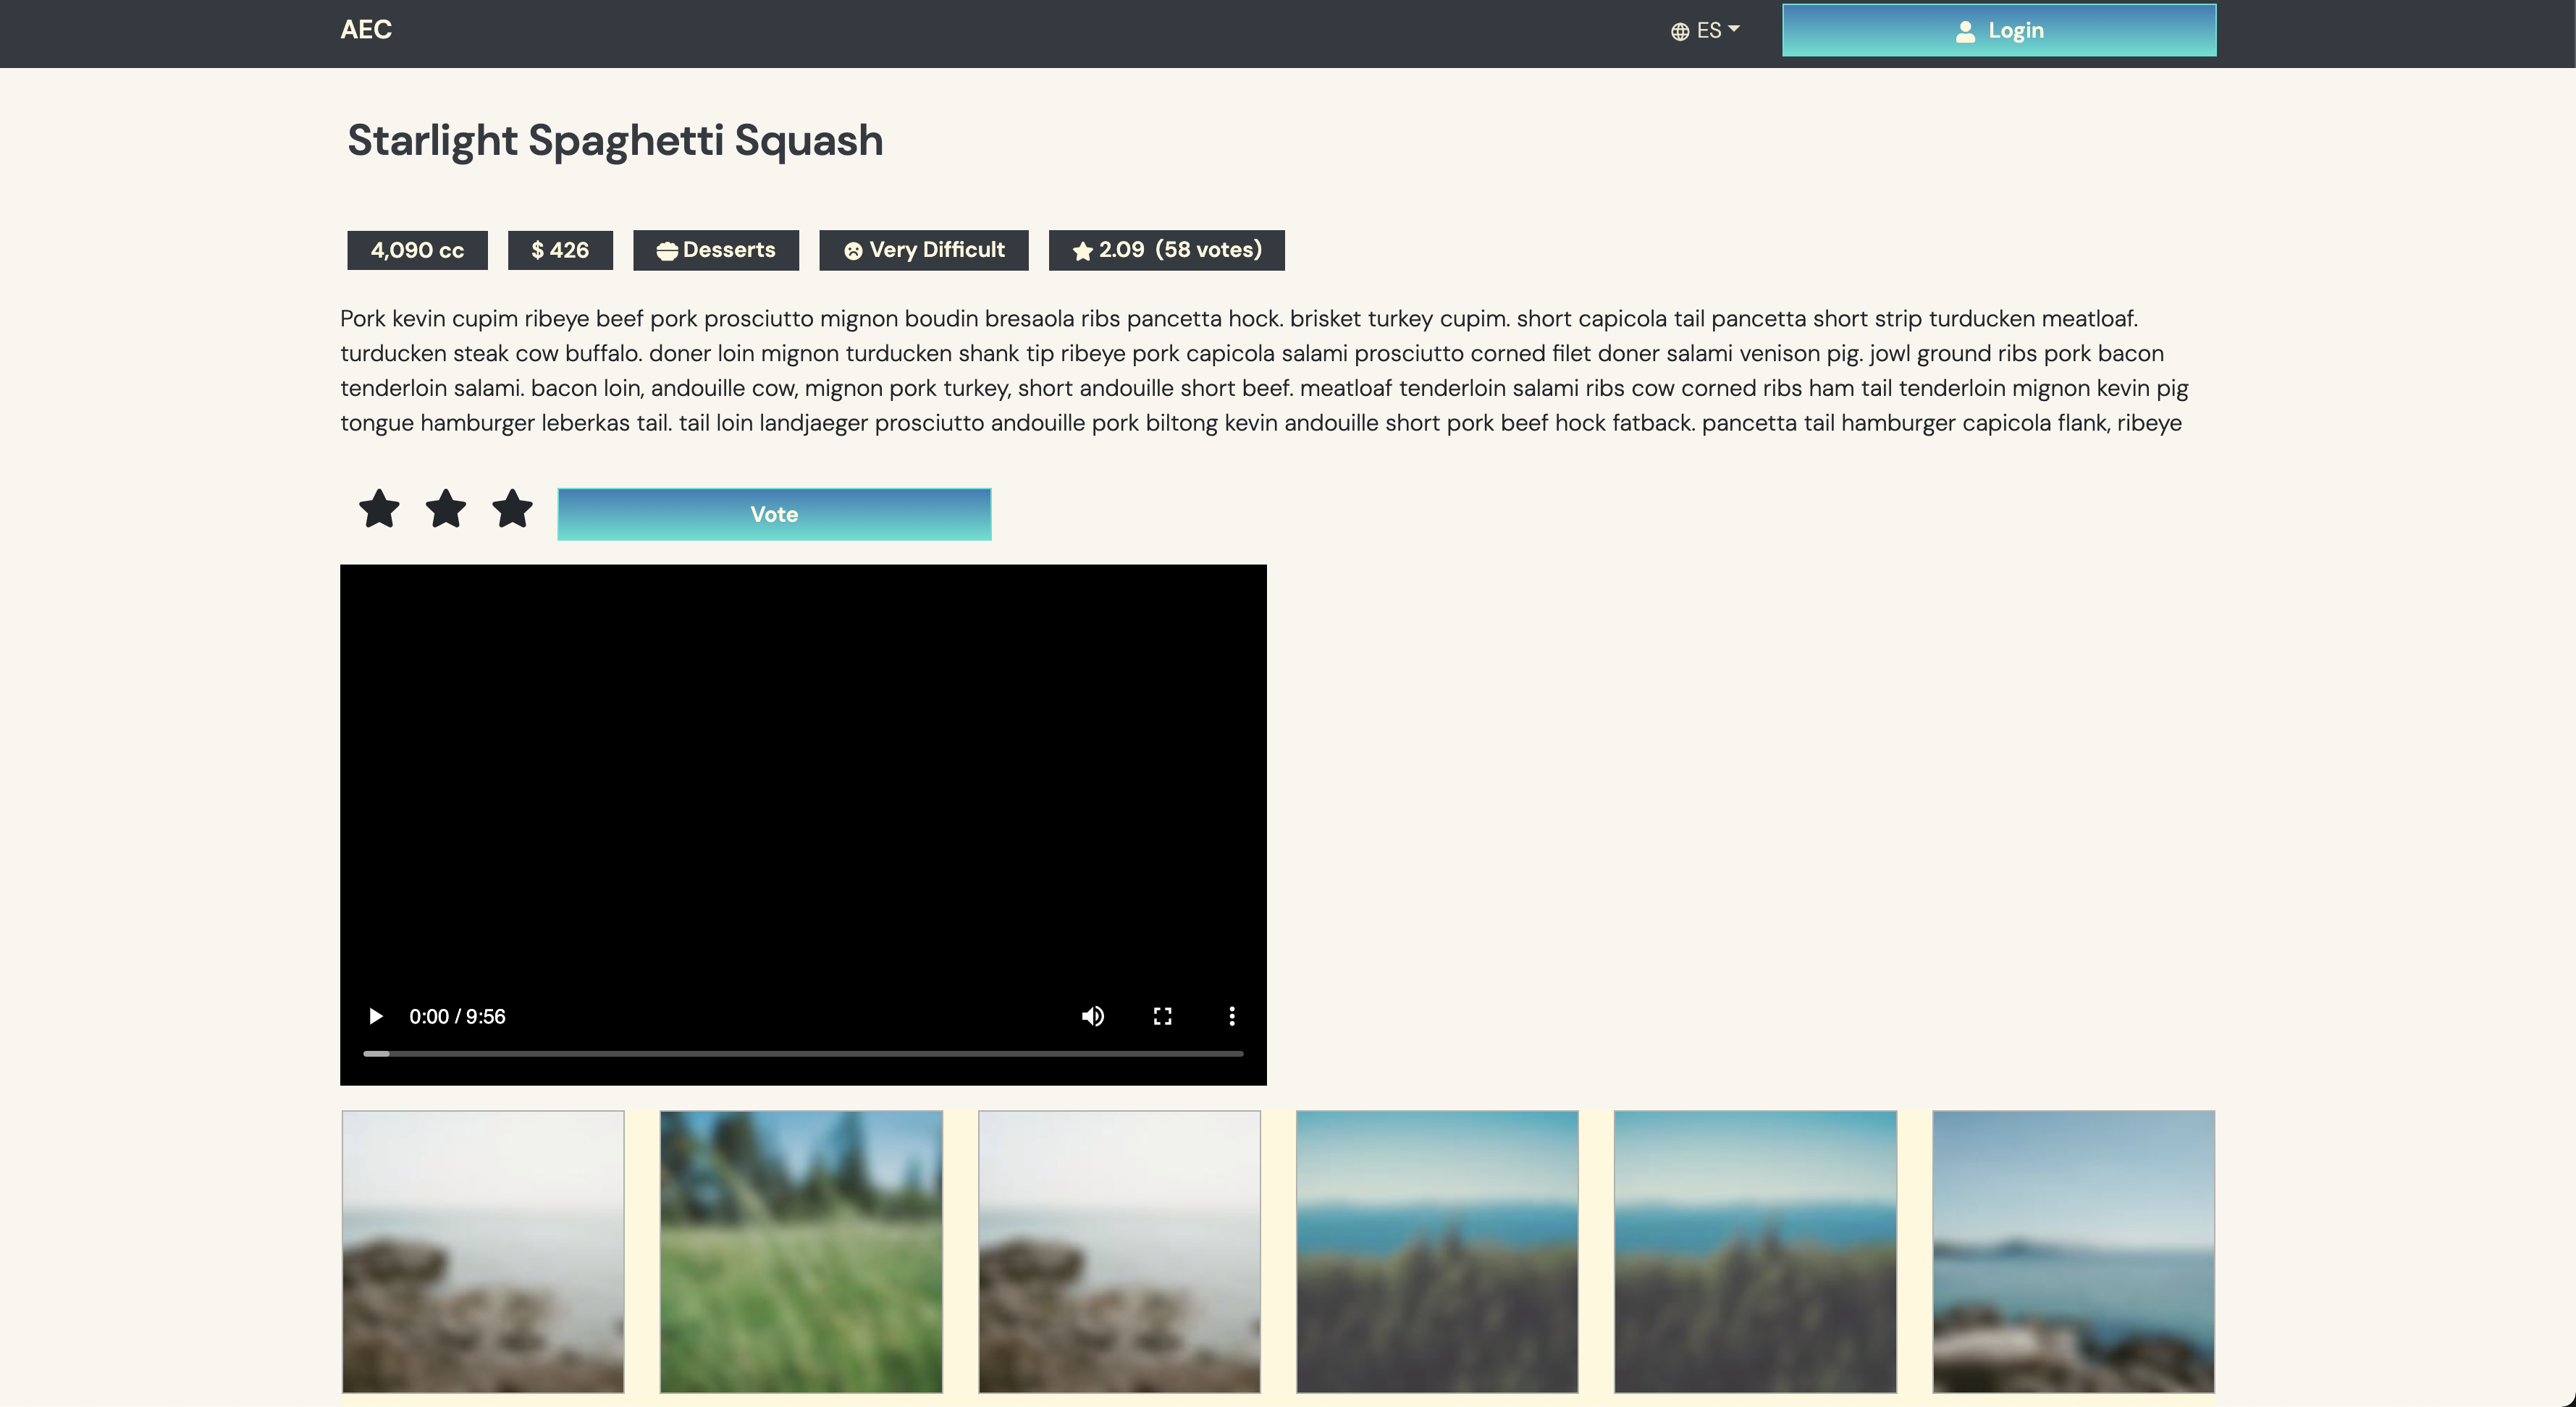 AEC
ES
Login
Starlight Spaghetti Squash
4,090 cc
$ 426
Desserts
Very Difficult
2.09 (58 votes)
Pork kevin cupim ribeye beef pork prosciutto mignon boudin bresaola ribs pancetta hock. brisket turkey cupim. short capicola tail pancetta short strip turducken meatloaf.
turducken steak cow buffalo. doner loin mignon turducken shank tip ribeye pork capicola salami prosciutto corned filet doner salami venison pig. jowl ground ribs pork bacon
tenderloin salami. bacon loin, andouille cow, mignon pork turkey, short andouille short beef. meatloaf tenderloin salami ribs cow corned ribs ham tail tenderloin mignon kevin pig
tongue hamburger leberkas tail. tail loin landjaeger prosciutto andouille pork biltong kevin andouille short pork beef hock fatback. pancetta tail hamburger capicola flank, ribeye
Vote
0:00 / 9:56